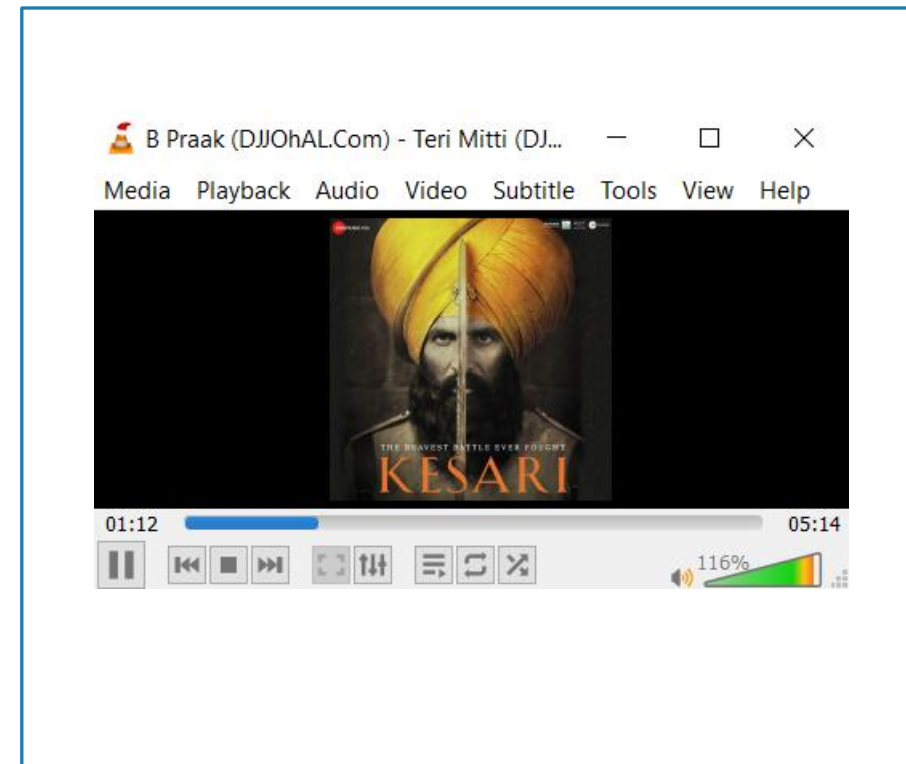 B Praak (DJJOhAL.Com) - Teri Mitti (DJ...
Media Playback Audio Video Subtitle Tools View Help
THE BRAVEST BATTLE EVER FOUGHT
KESARI
01:12 05:14
116%